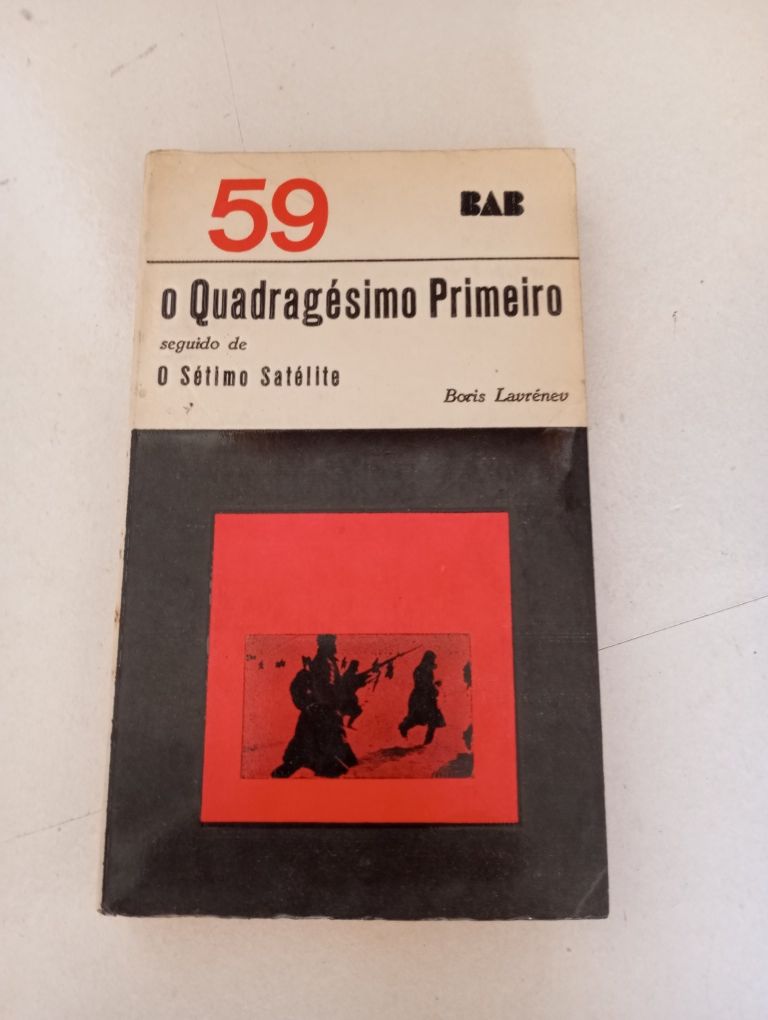 59
BAB
o Quadragésimo Primeiro
seguido de
O Sétimo Satélite
Boris Lavrénev